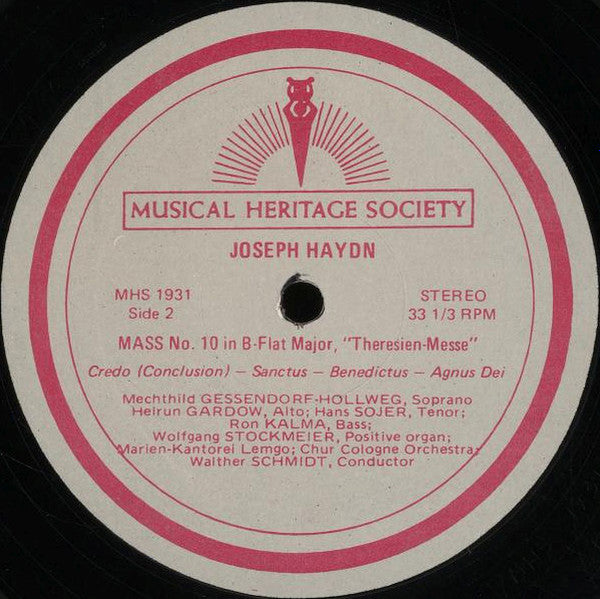 MUSICAL HERITAGE SOCIETY
JOSEPH HAYDN
MHS 1931 STEREO
Side 2 33 1/3 RPM
MASS No. 10 in B-Flat Major, "Theresien-Messe"
Credo (Conclusion) — Sanctus — Benedictus — Agnus Dei
Mechthild GESSENDORF-HOLLWEG, Soprano
Helrun GARDOW, Alto; Hans SOJER, Tenor;
Ron KALMA, Bass;
Wolfgang STOCKMEIER, Positive organ;
Marien-Kantorei Lemgo; Chur Cologne Orchestra;
Walther SCHMIDT, Conductor